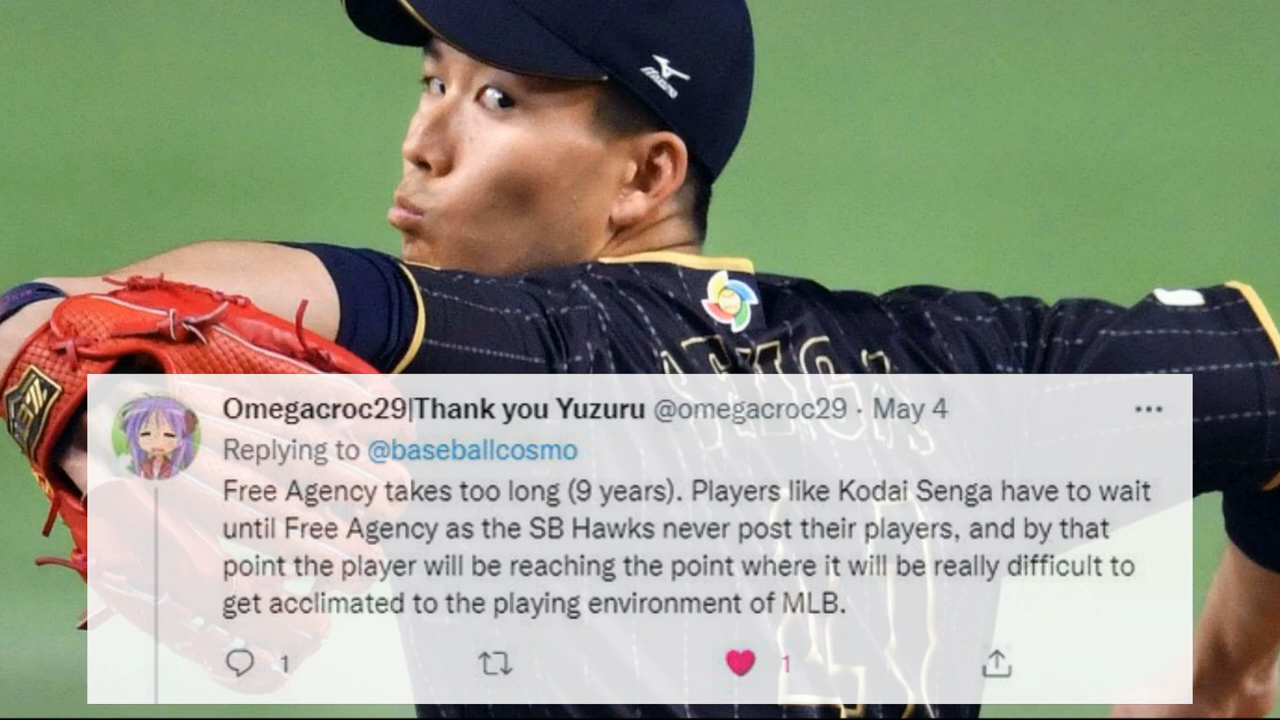 MIZUNO
SENGA
Omegacroc29|Thank you Yuzuru @omegacroc29 · May 4
Replying to @baseballcosmo
Free Agency takes too long (9 years). Players like Kodai Senga have to wait
until Free Agency as the SB Hawks never post their players, and by that
point the player will be reaching the point where it will be really difficult to
get acclimated to the playing environment of MLB.
1 1
41